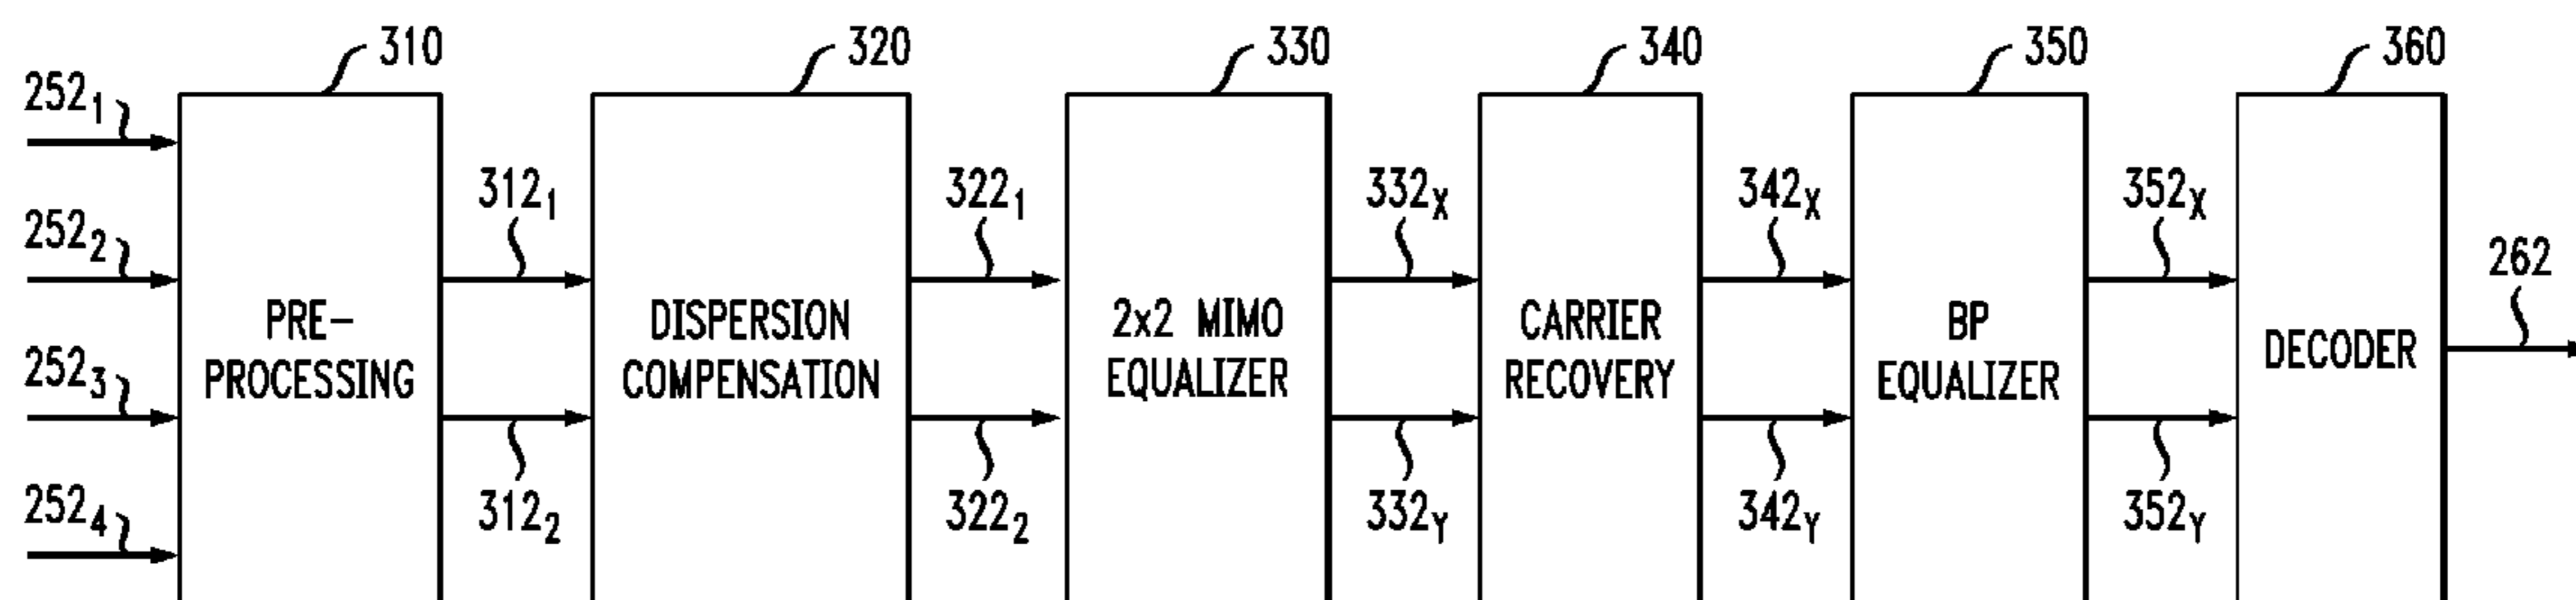 310
320
330
340
350
360
252₁
252₂
252₃
252₄
PRE-
PROCESSING
312₁
312₂
DISPERSION
COMPENSATION
322₁
322₂
2x2 MIMO
EQUALIZER
332X
332Y
CARRIER
RECOVERY
342X
342Y
BP
EQUALIZER
352X
352Y
DECODER
262